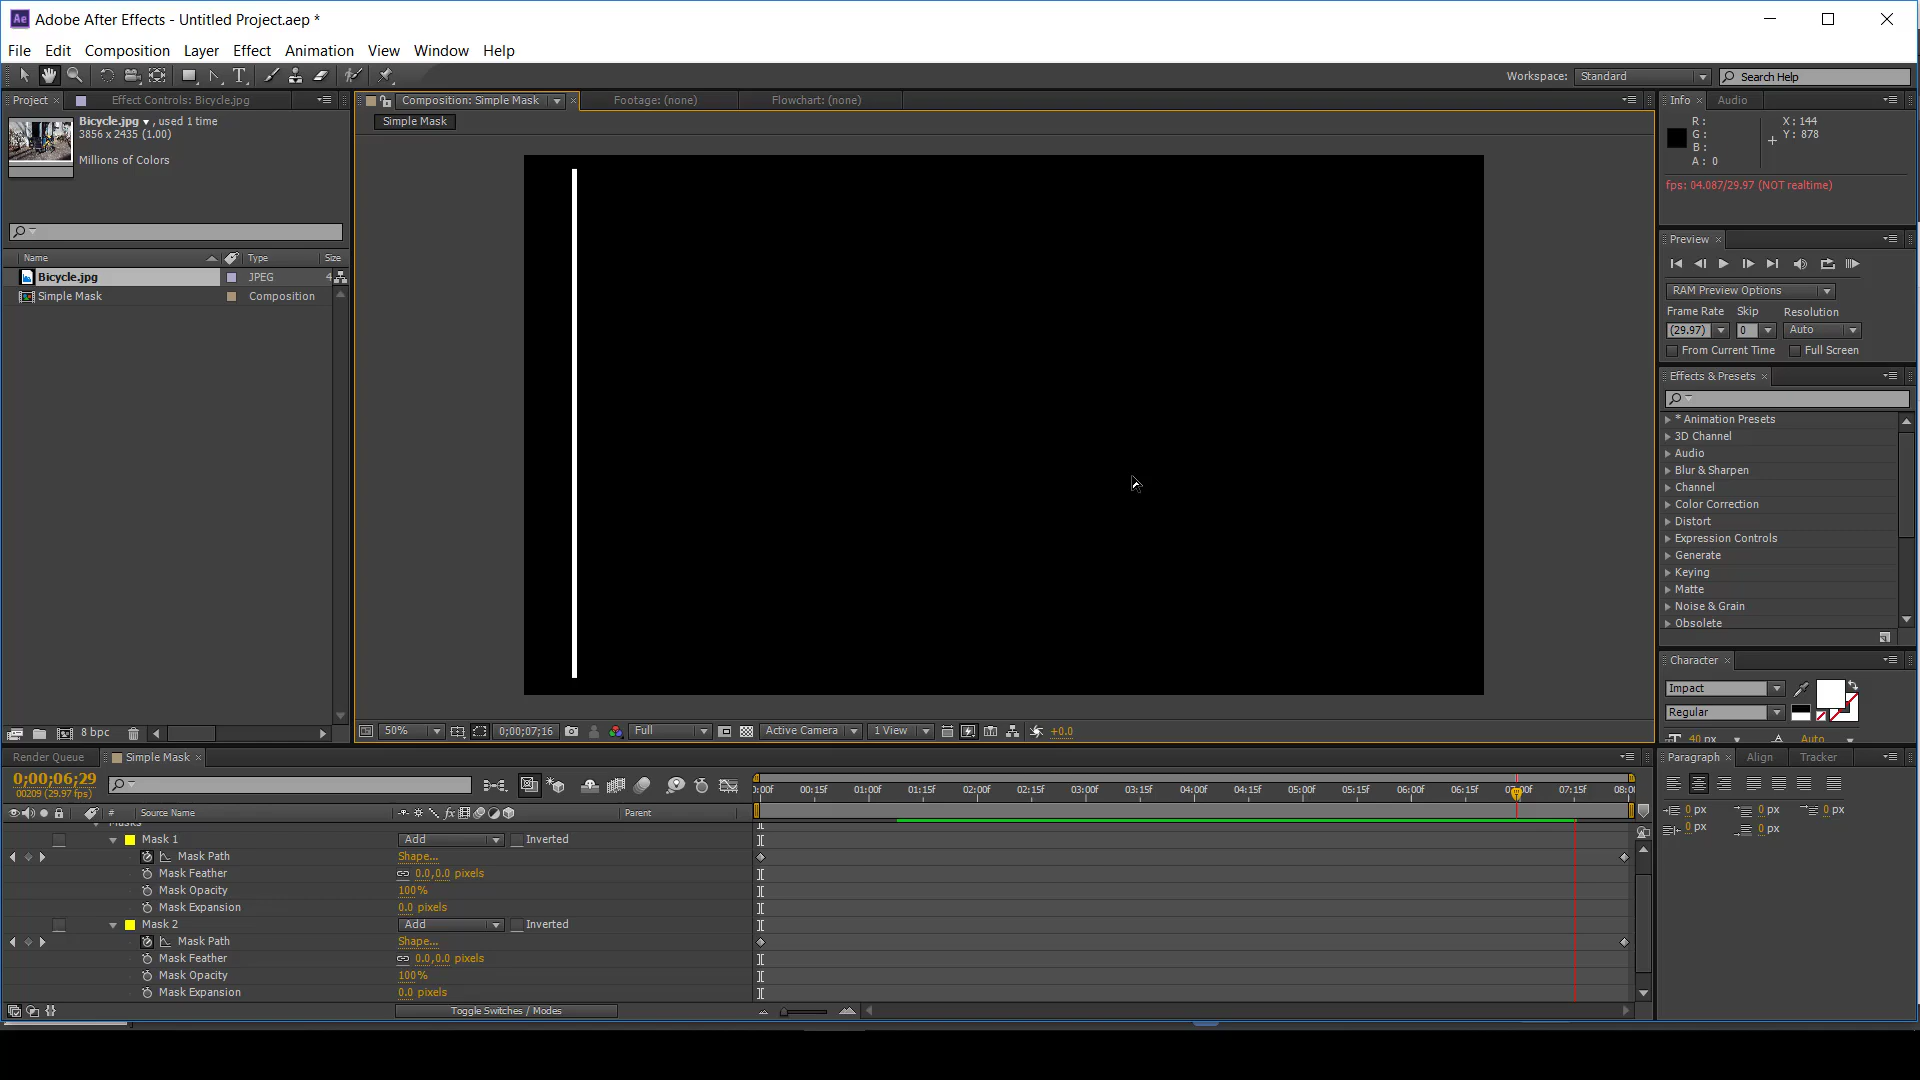 Ae Adobe After Effects - Untitled Project.aep *
File Edit Composition Layer Effect Animation View Window Help
Workspace: Standard Search Help
Project × Effect Controls: Bicycle.jpg
Bicycle.jpg ▾, used 1 time
3856 x 2435 (1.00)
Millions of Colors
Name Type Size
Bicycle.jpg JPEG 4
Simple Mask Composition
8 bpc
Composition: Simple Mask × Footage: (none) Flowchart: (none)
Simple Mask
50% 0;00;07;16 Full Active Camera 1 View +0.0
Info × Audio
R : X : 144
G : Y : 878
B :
A : 0
fps: 04.087/29.97 (NOT realtime)
Preview ×
RAM Preview Options
Frame Rate Skip Resolution
(29.97) 0 Auto
From Current Time Full Screen
Effects & Presets ×
* Animation Presets
3D Channel
Audio
Blur & Sharpen
Channel
Color Correction
Distort
Expression Controls
Generate
Keying
Matte
Noise & Grain
Obsolete
Character ×
Impact
Regular
40 px Auto
Render Queue Simple Mask ×
0;00;06;29
00209 (29.97 fps)
:00f 00:15f 01:00f 01:15f 02:00f 02:15f 03:00f 03:15f 04:00f 04:15f 05:00f 05:15f 06:00f 06:15f 07:00f 07:15f 08:00
# Source Name fx Parent
Masks
Mask 1 Add Inverted
Mask Path Shape...
Mask Feather 0.0,0.0 pixels
Mask Opacity 100%
Mask Expansion 0.0 pixels
Mask 2 Add Inverted
Mask Path Shape...
Mask Feather 0.0,0.0 pixels
Mask Opacity 100%
Mask Expansion 0.0 pixels
Toggle Switches / Modes
Paragraph × Align Tracker
0 px 0 px 0 px
0 px 0 px